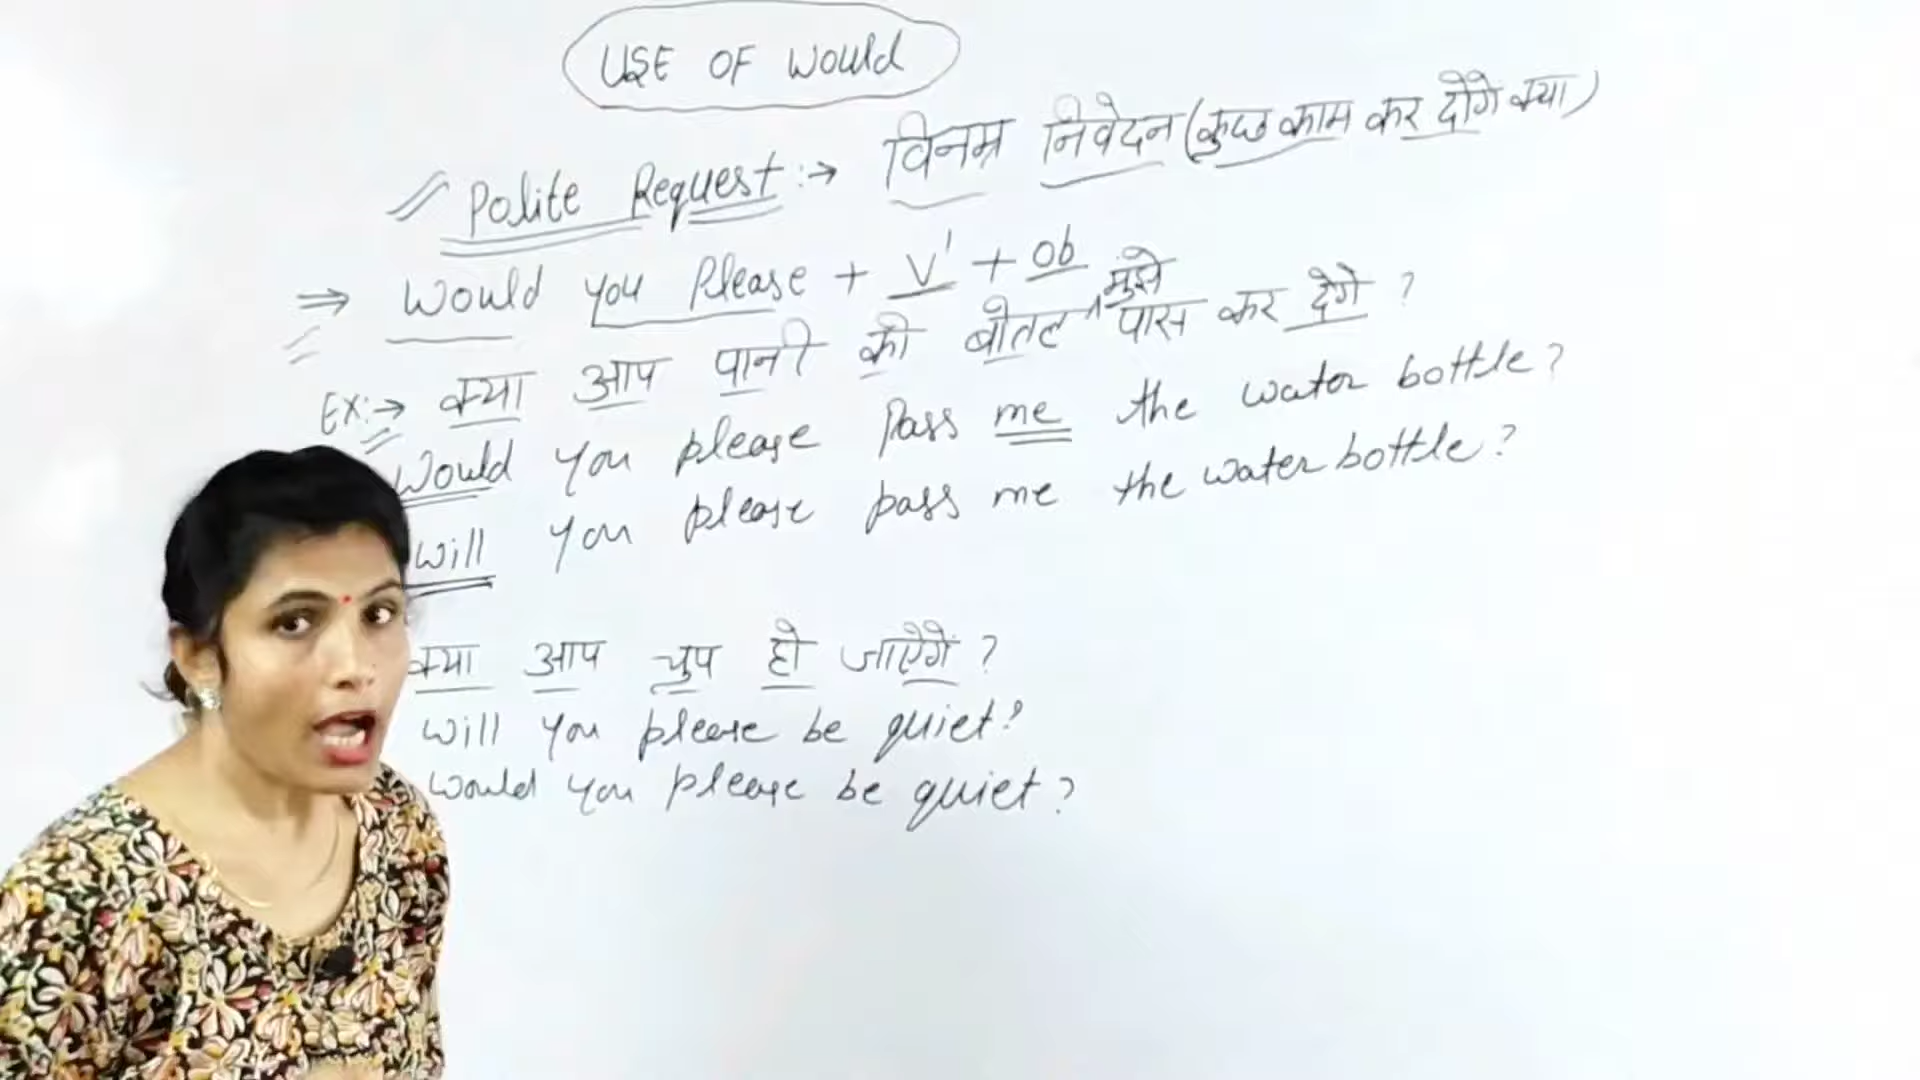 USE OF Would
Polite Request :→ विनम्र निवेदन (कुछ काम कर दोगे क्या)
⇒ Would you Please + V' + Ob
Ex:→ क्या आप पानी की बोतल ^ मुझे पास कर देंगे ?
Would you please Pass me the water bottle?
Will you please pass me the water bottle?
क्या आप चुप हो जाऐगें ?
Will you please be quiet?
Would you please be quiet?